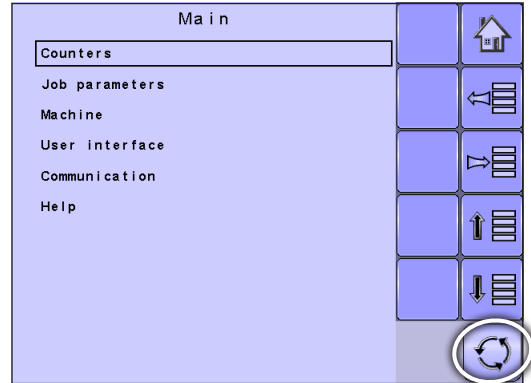 Main
Counters
Job parameters
Machine
User interface
Communication
Help